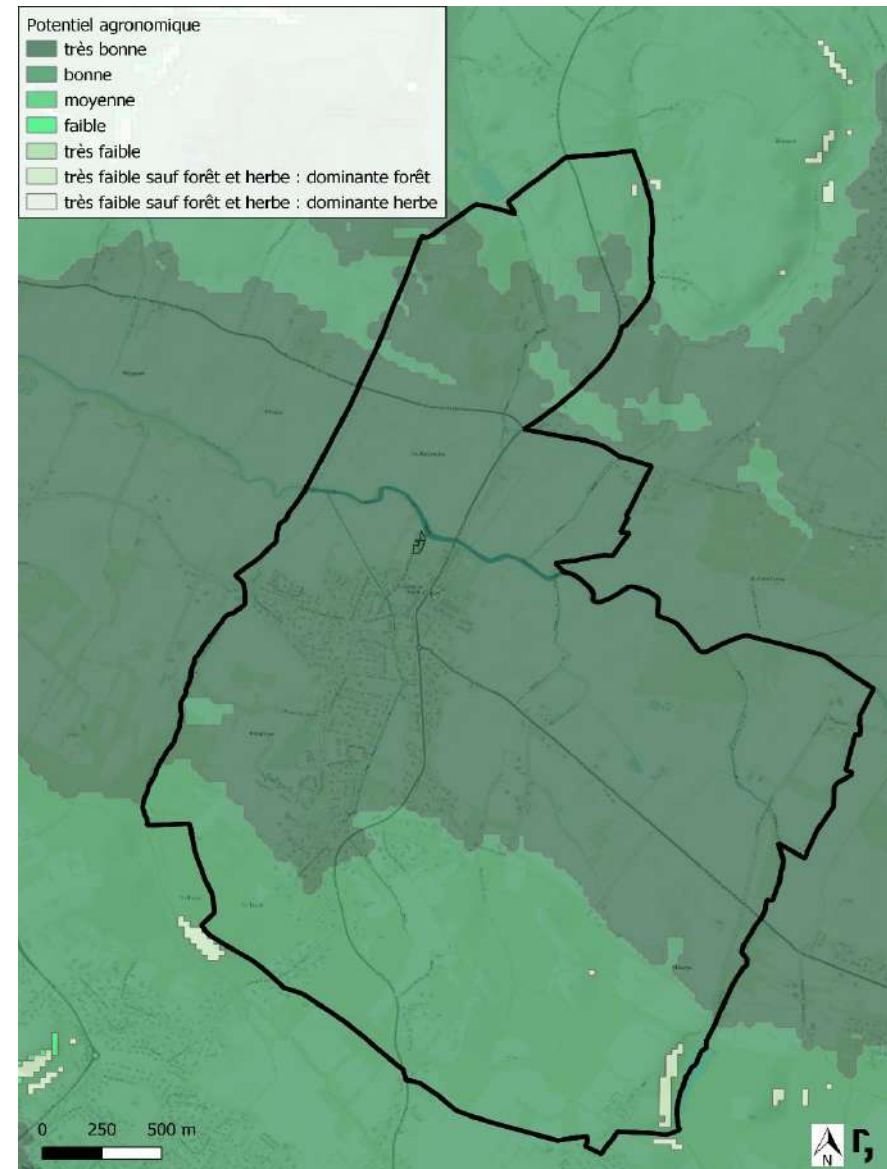 Potentiel agronomique
très bonne
bonne
moyenne
faible
très faible
très faible sauf forêt et herbe : dominante forêt
très faible sauf forêt et herbe : dominante herbe
0 250 500 m
N